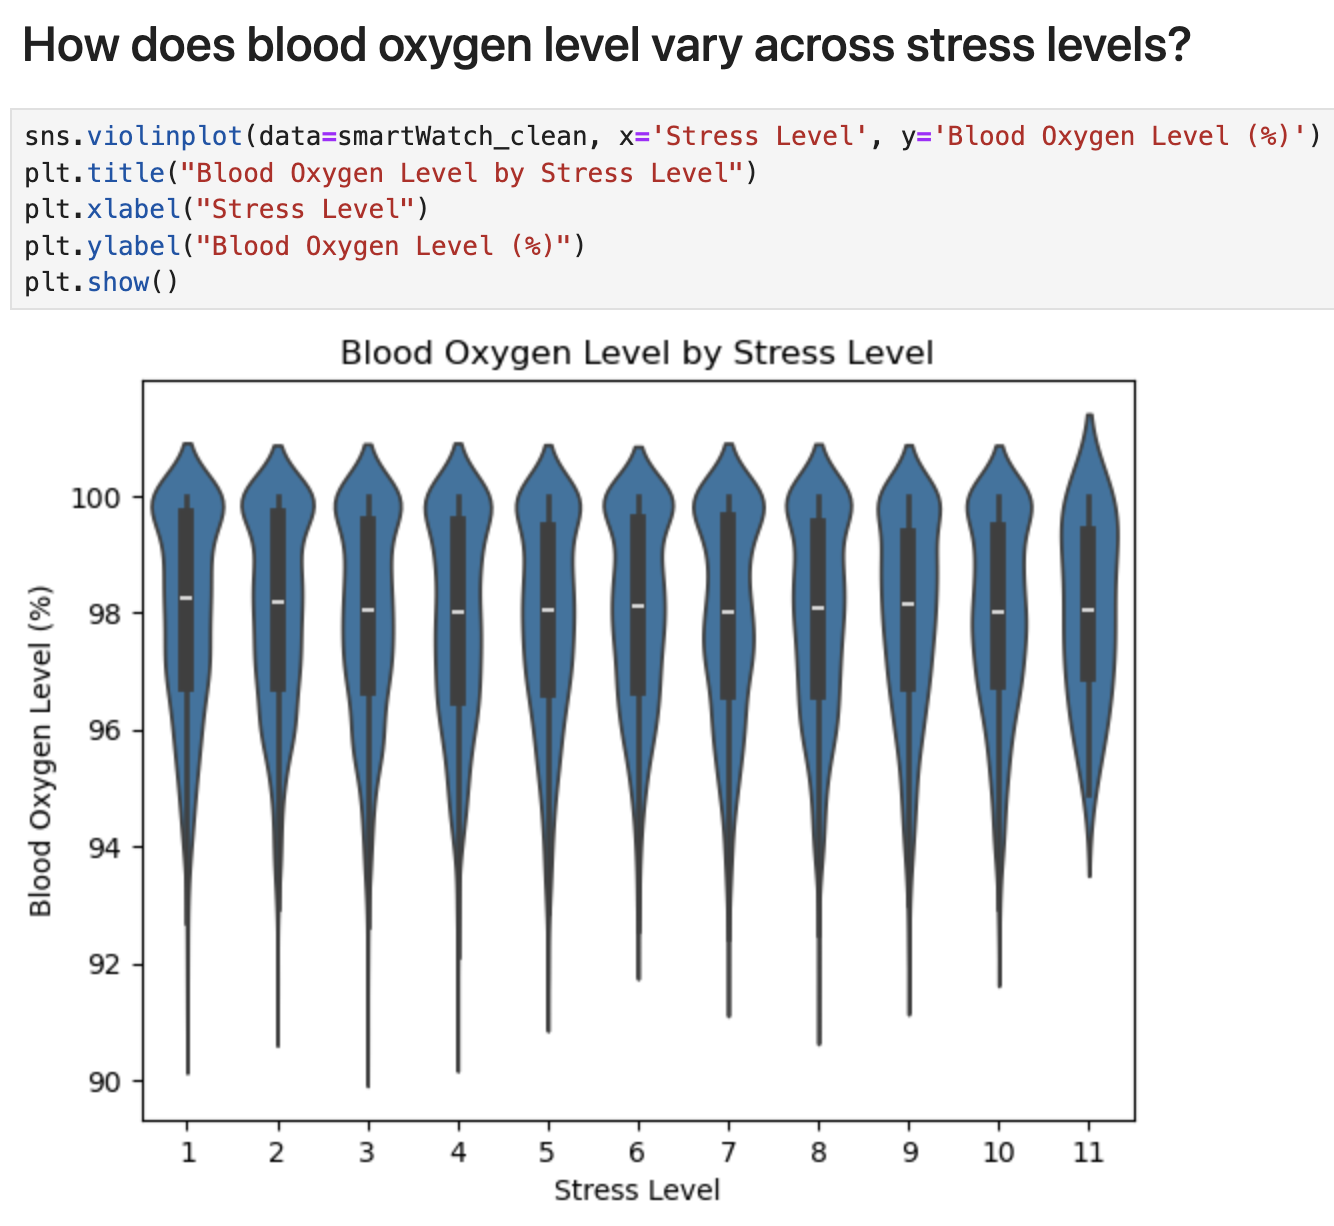 How does blood oxygen level vary across stress levels?
sns.violinplot(data=smartWatch_clean, x='Stress Level', y='Blood Oxygen Level (%)')
plt.title("Blood Oxygen Level by Stress Level")
plt.xlabel("Stress Level")
plt.ylabel("Blood Oxygen Level (%)")
plt.show()
Blood Oxygen Level by Stress Level
Blood Oxygen Level (%)
100
98
96
94
92
90
1 2 3 4 5 6 7 8 9 10 11
Stress Level